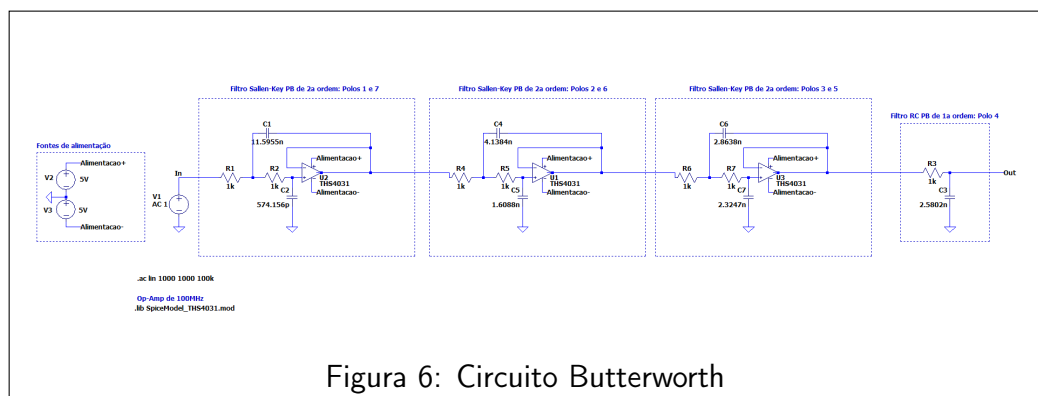 Filtro Sallen-Key PB de 2a ordem: Polos 1 e 7
Filtro Sallen-Key PB de 2a ordem: Polos 2 e 6
Filtro Sallen-Key PB de 2a ordem: Polos 3 e 5
Filtro RC PB de 1a ordem: Polo 4
Fontes de alimentação
Alimentacao+
V2
5V
V3
5V
Alimentacao-
In
V1
AC 1
C1
11.5955n
R1
1k
R2
1k
C2
574.156p
Alimentacao+
U2
THS4031
Alimentacao-
C4
4.1384n
R4
1k
R5
1k
C5
1.6088n
Alimentacao+
U1
THS4031
Alimentacao-
C6
2.8638n
R6
1k
R7
1k
C7
2.3247n
Alimentacao+
U3
THS4031
Alimentacao-
R3
1k
C3
2.5802n
Out
.ac lin 1000 1000 100k
Op-Amp de 100MHz
.lib SpiceModel_THS4031.mod
Figura 6: Circuito Butterworth